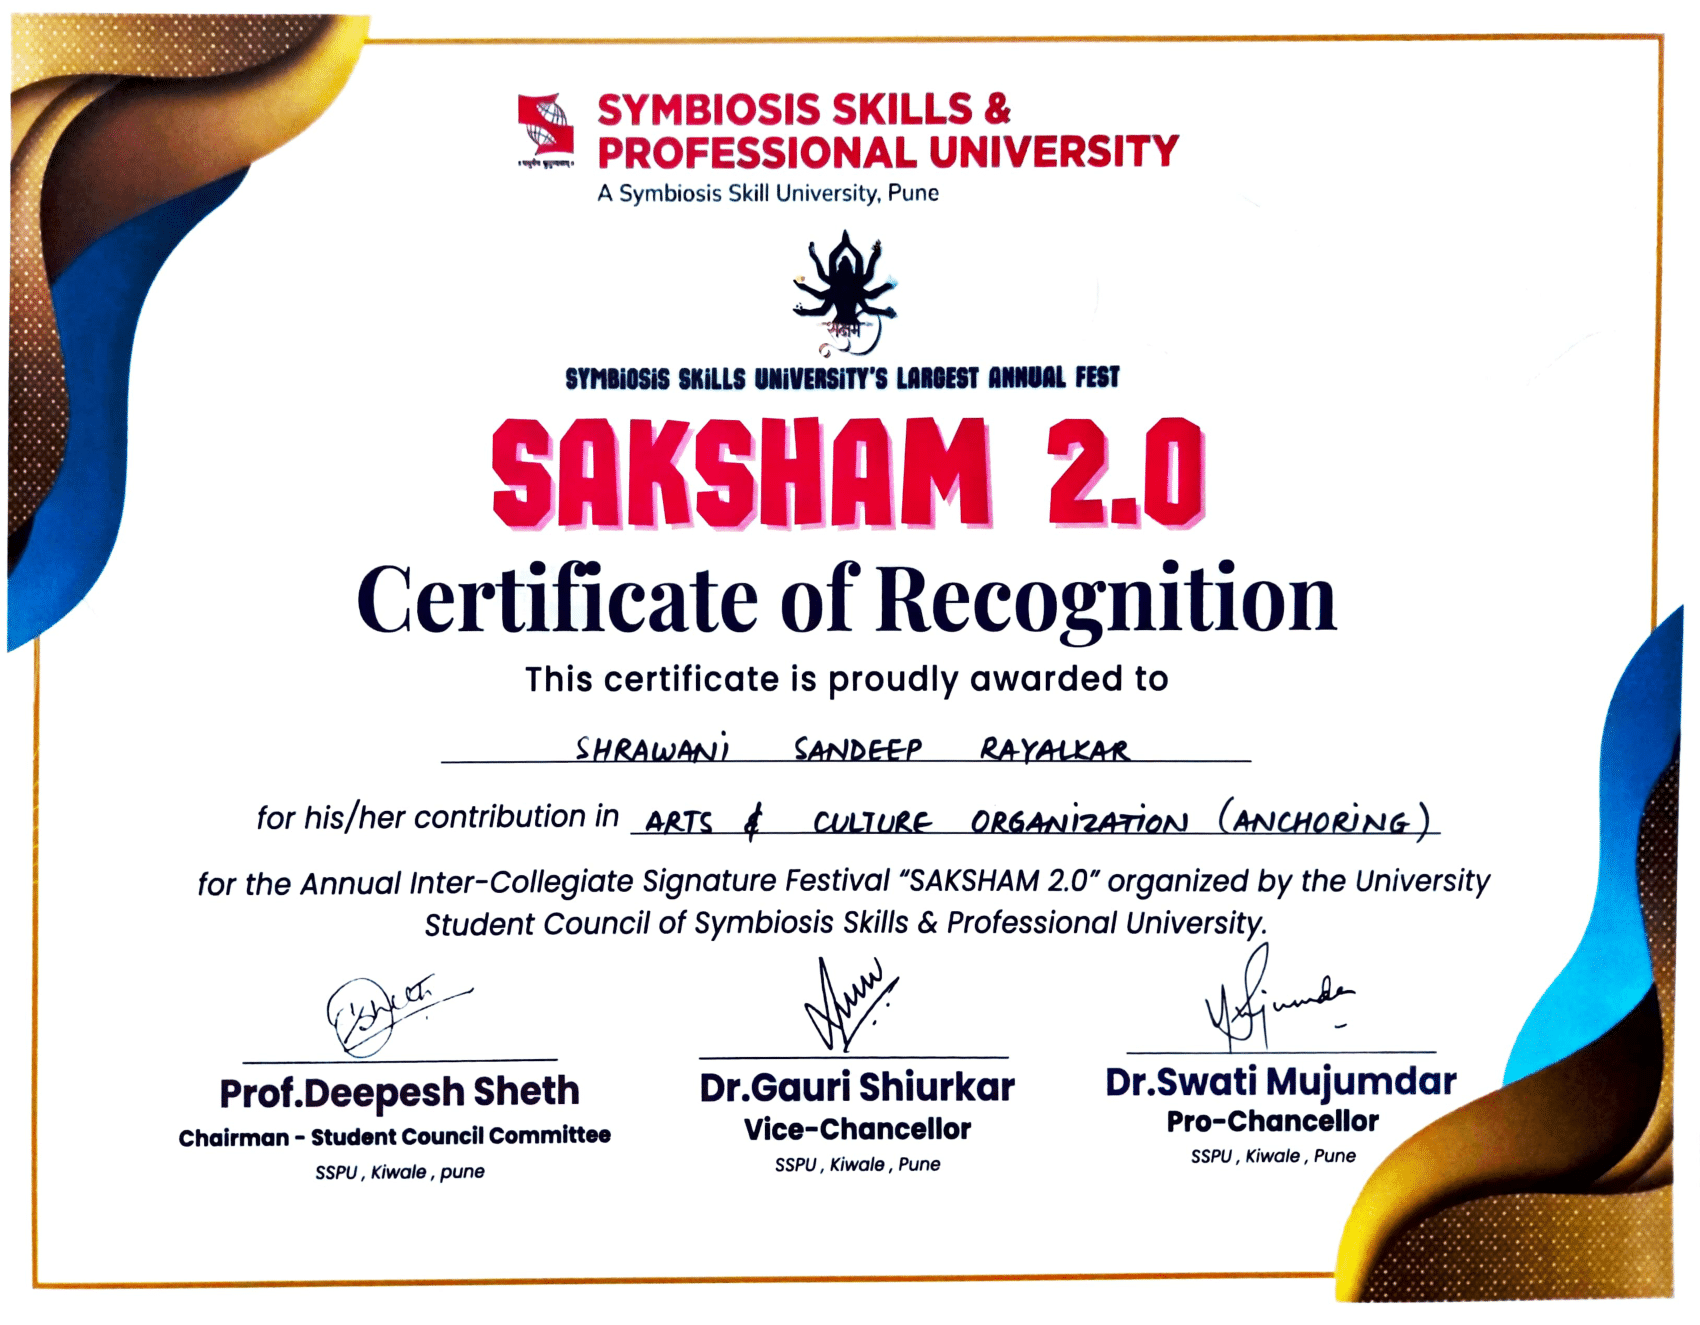 SYMBIOSIS SKILLS &
PROFESSIONAL UNIVERSITY
A Symbiosis Skill University, Pune
सक्षम
SYMBIOSIS SKILLS UNIVERSITY'S LARGEST ANNUAL FEST
SAKSHAM 2.0
Certificate of Recognition
This certificate is proudly awarded to
SHRAWANI SANDEEP RAYALKAR
for his/her contribution in ARTS & CULTURE ORGANIZATION (ANCHORING)
for the Annual Inter-Collegiate Signature Festival “SAKSHAM 2.0” organized by the University
Student Council of Symbiosis Skills & Professional University.
Prof.Deepesh Sheth
Chairman - Student Council Committee
SSPU , Kiwale , pune
Dr.Gauri Shiurkar
Vice-Chancellor
SSPU , Kiwale , Pune
Dr.Swati Mujumdar
Pro-Chancellor
SSPU , Kiwale , Pune